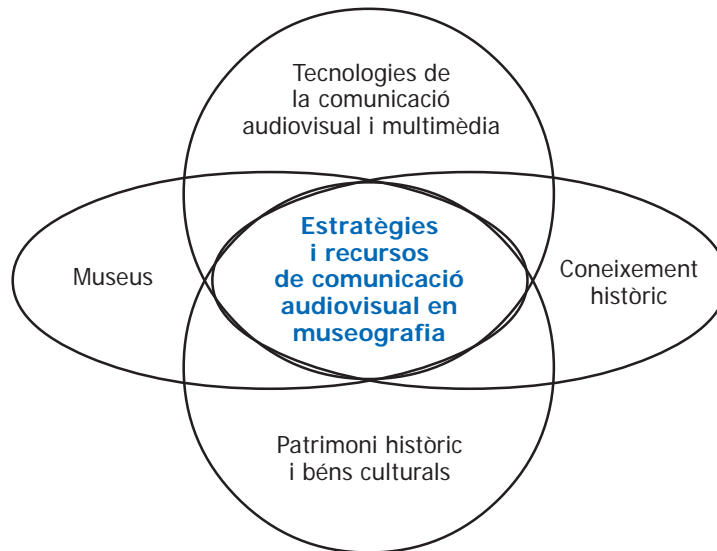 Tecnologies de
la comunicació
audiovisual i multimèdia
Estratègies
i recursos
de comunicació
audiovisual en
museografia
Museus
Coneixement
històric
Patrimoni històric
i béns culturals